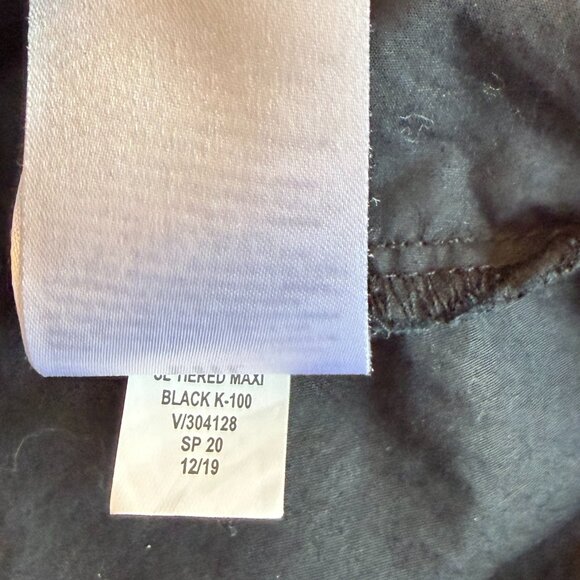 TIERED MAXI
BLACK K-100
V/304128
SP 20
12/19